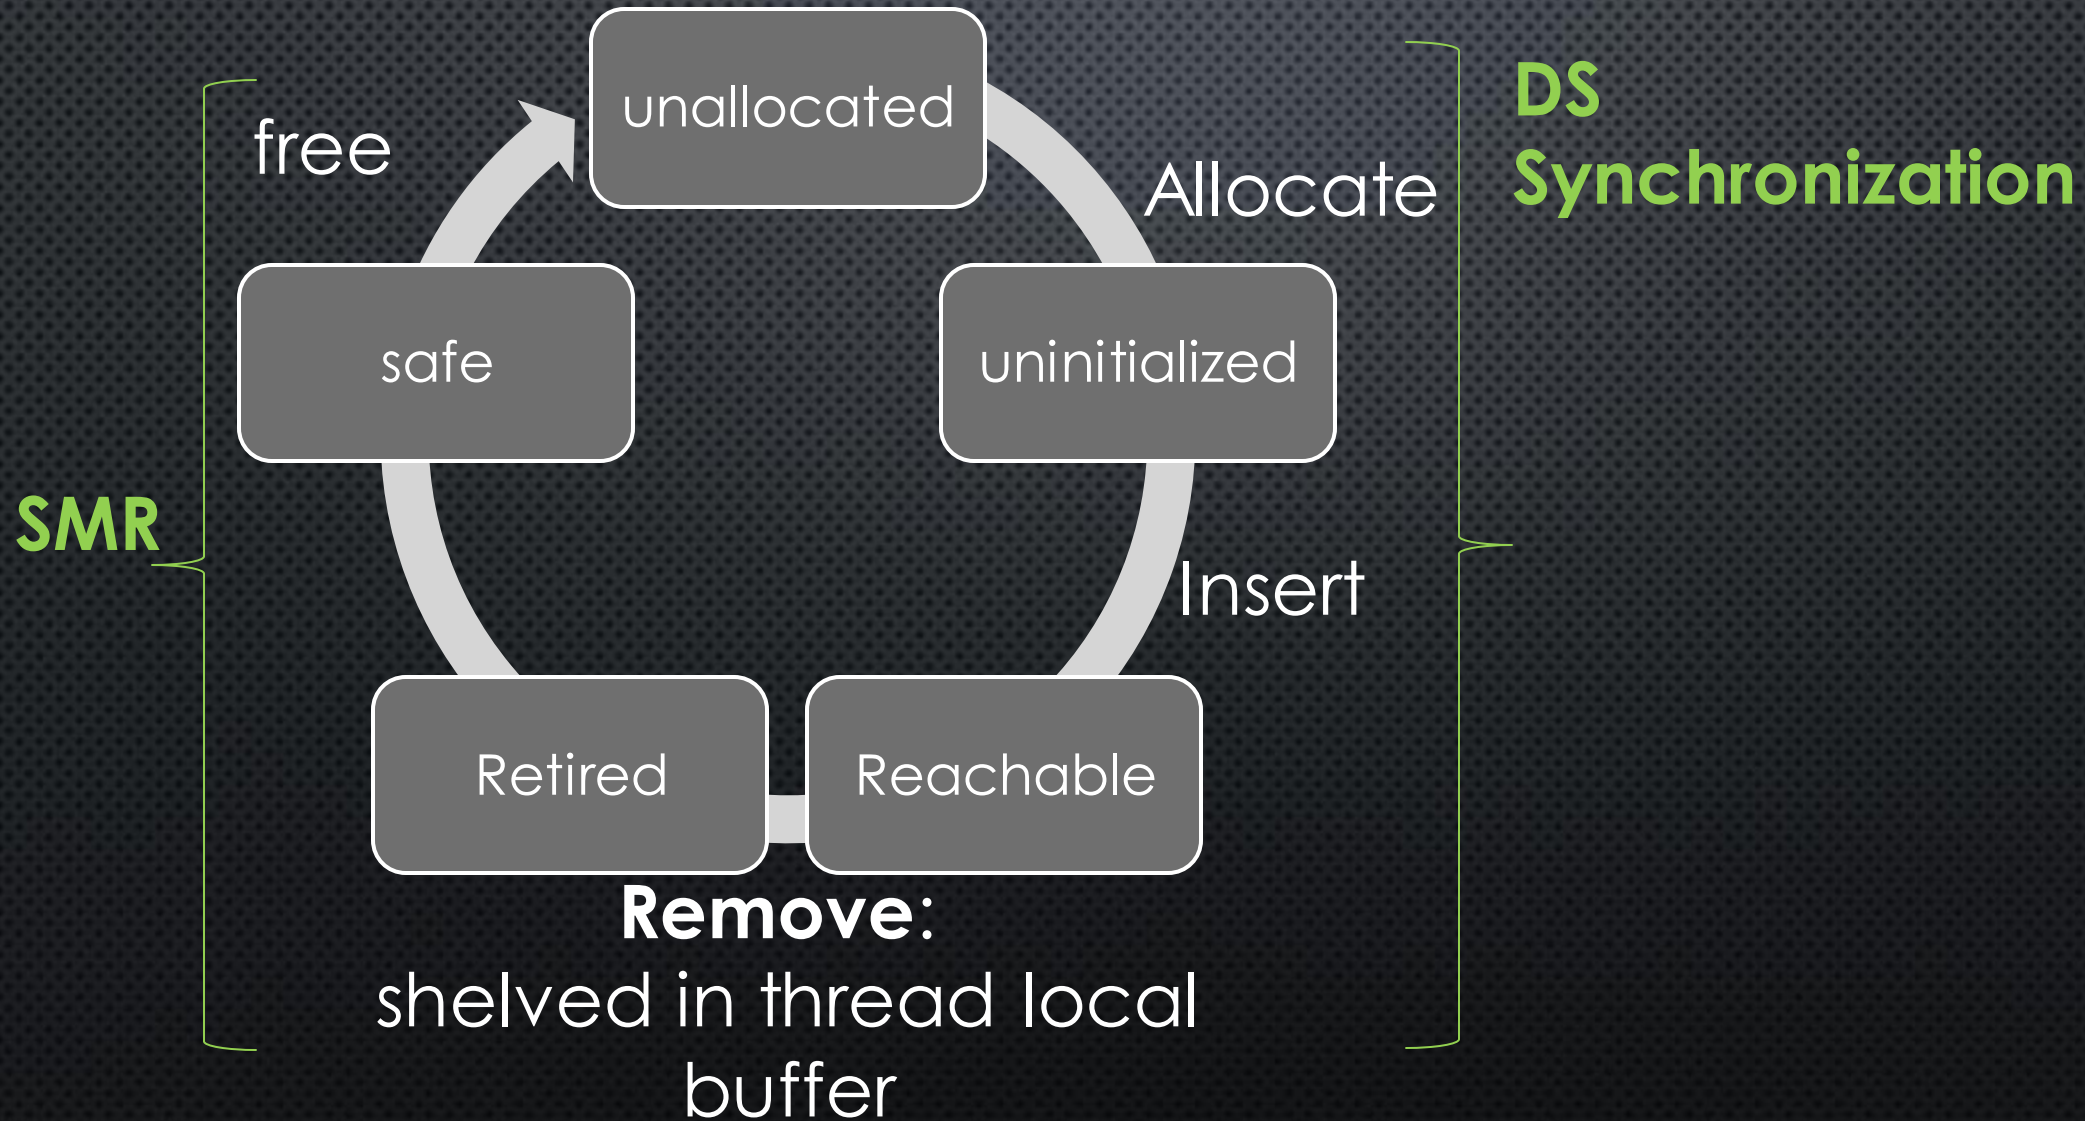 unallocated
free
Allocate
DS
Synchronization
safe
uninitialized
SMR
Insert
Retired
Reachable
Remove:
shelved in thread local
buffer